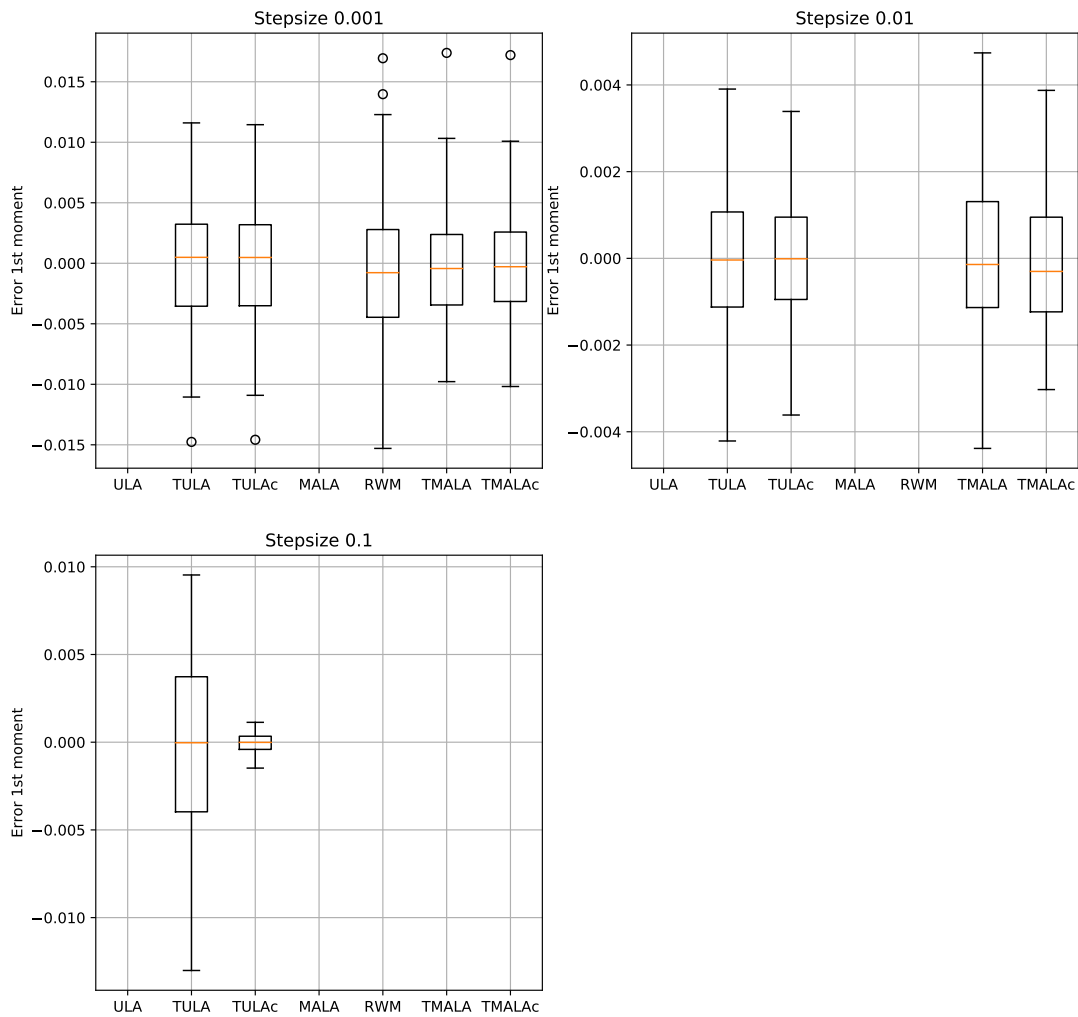 Stepsize 0.001
0.015
0.010
0.005
0.000
−0.005
−0.010
−0.015
Error 1st moment
ULA TULA TULAc MALA RWM TMALA TMALAc
Stepsize 0.01
0.004
0.002
0.000
−0.002
−0.004
Error 1st moment
ULA TULA TULAc MALA RWM TMALA TMALAc
Stepsize 0.1
0.010
0.005
0.000
−0.005
−0.010
Error 1st moment
ULA TULA TULAc MALA RWM TMALA TMALAc